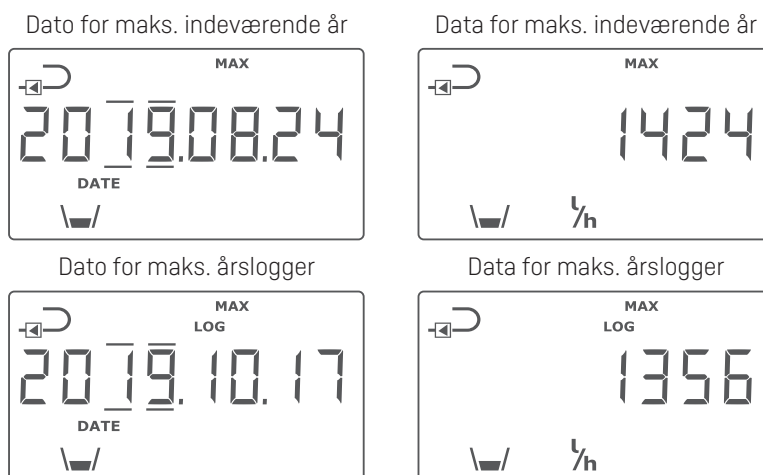 Dato for maks. indeværende år
Data for maks. indeværende år
MAX
2019.08.24
DATE
MAX
1424
l/h
Dato for maks. årslogger
Data for maks. årslogger
MAX
LOG
2019.10.17
DATE
MAX
LOG
1356
l/h